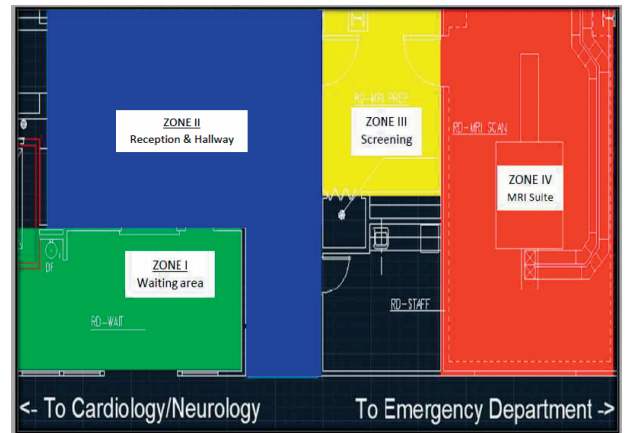 ZONE II
Reception & Hallway
RD-MRI PREP
ZONE III
Screening
RD-MRI SCAN
ZONE IV
MRI Suite
ZONE I
Waiting area
DF
RD-WAIT
RD-STAFF
<- To Cardiology/Neurology
To Emergency Department ->